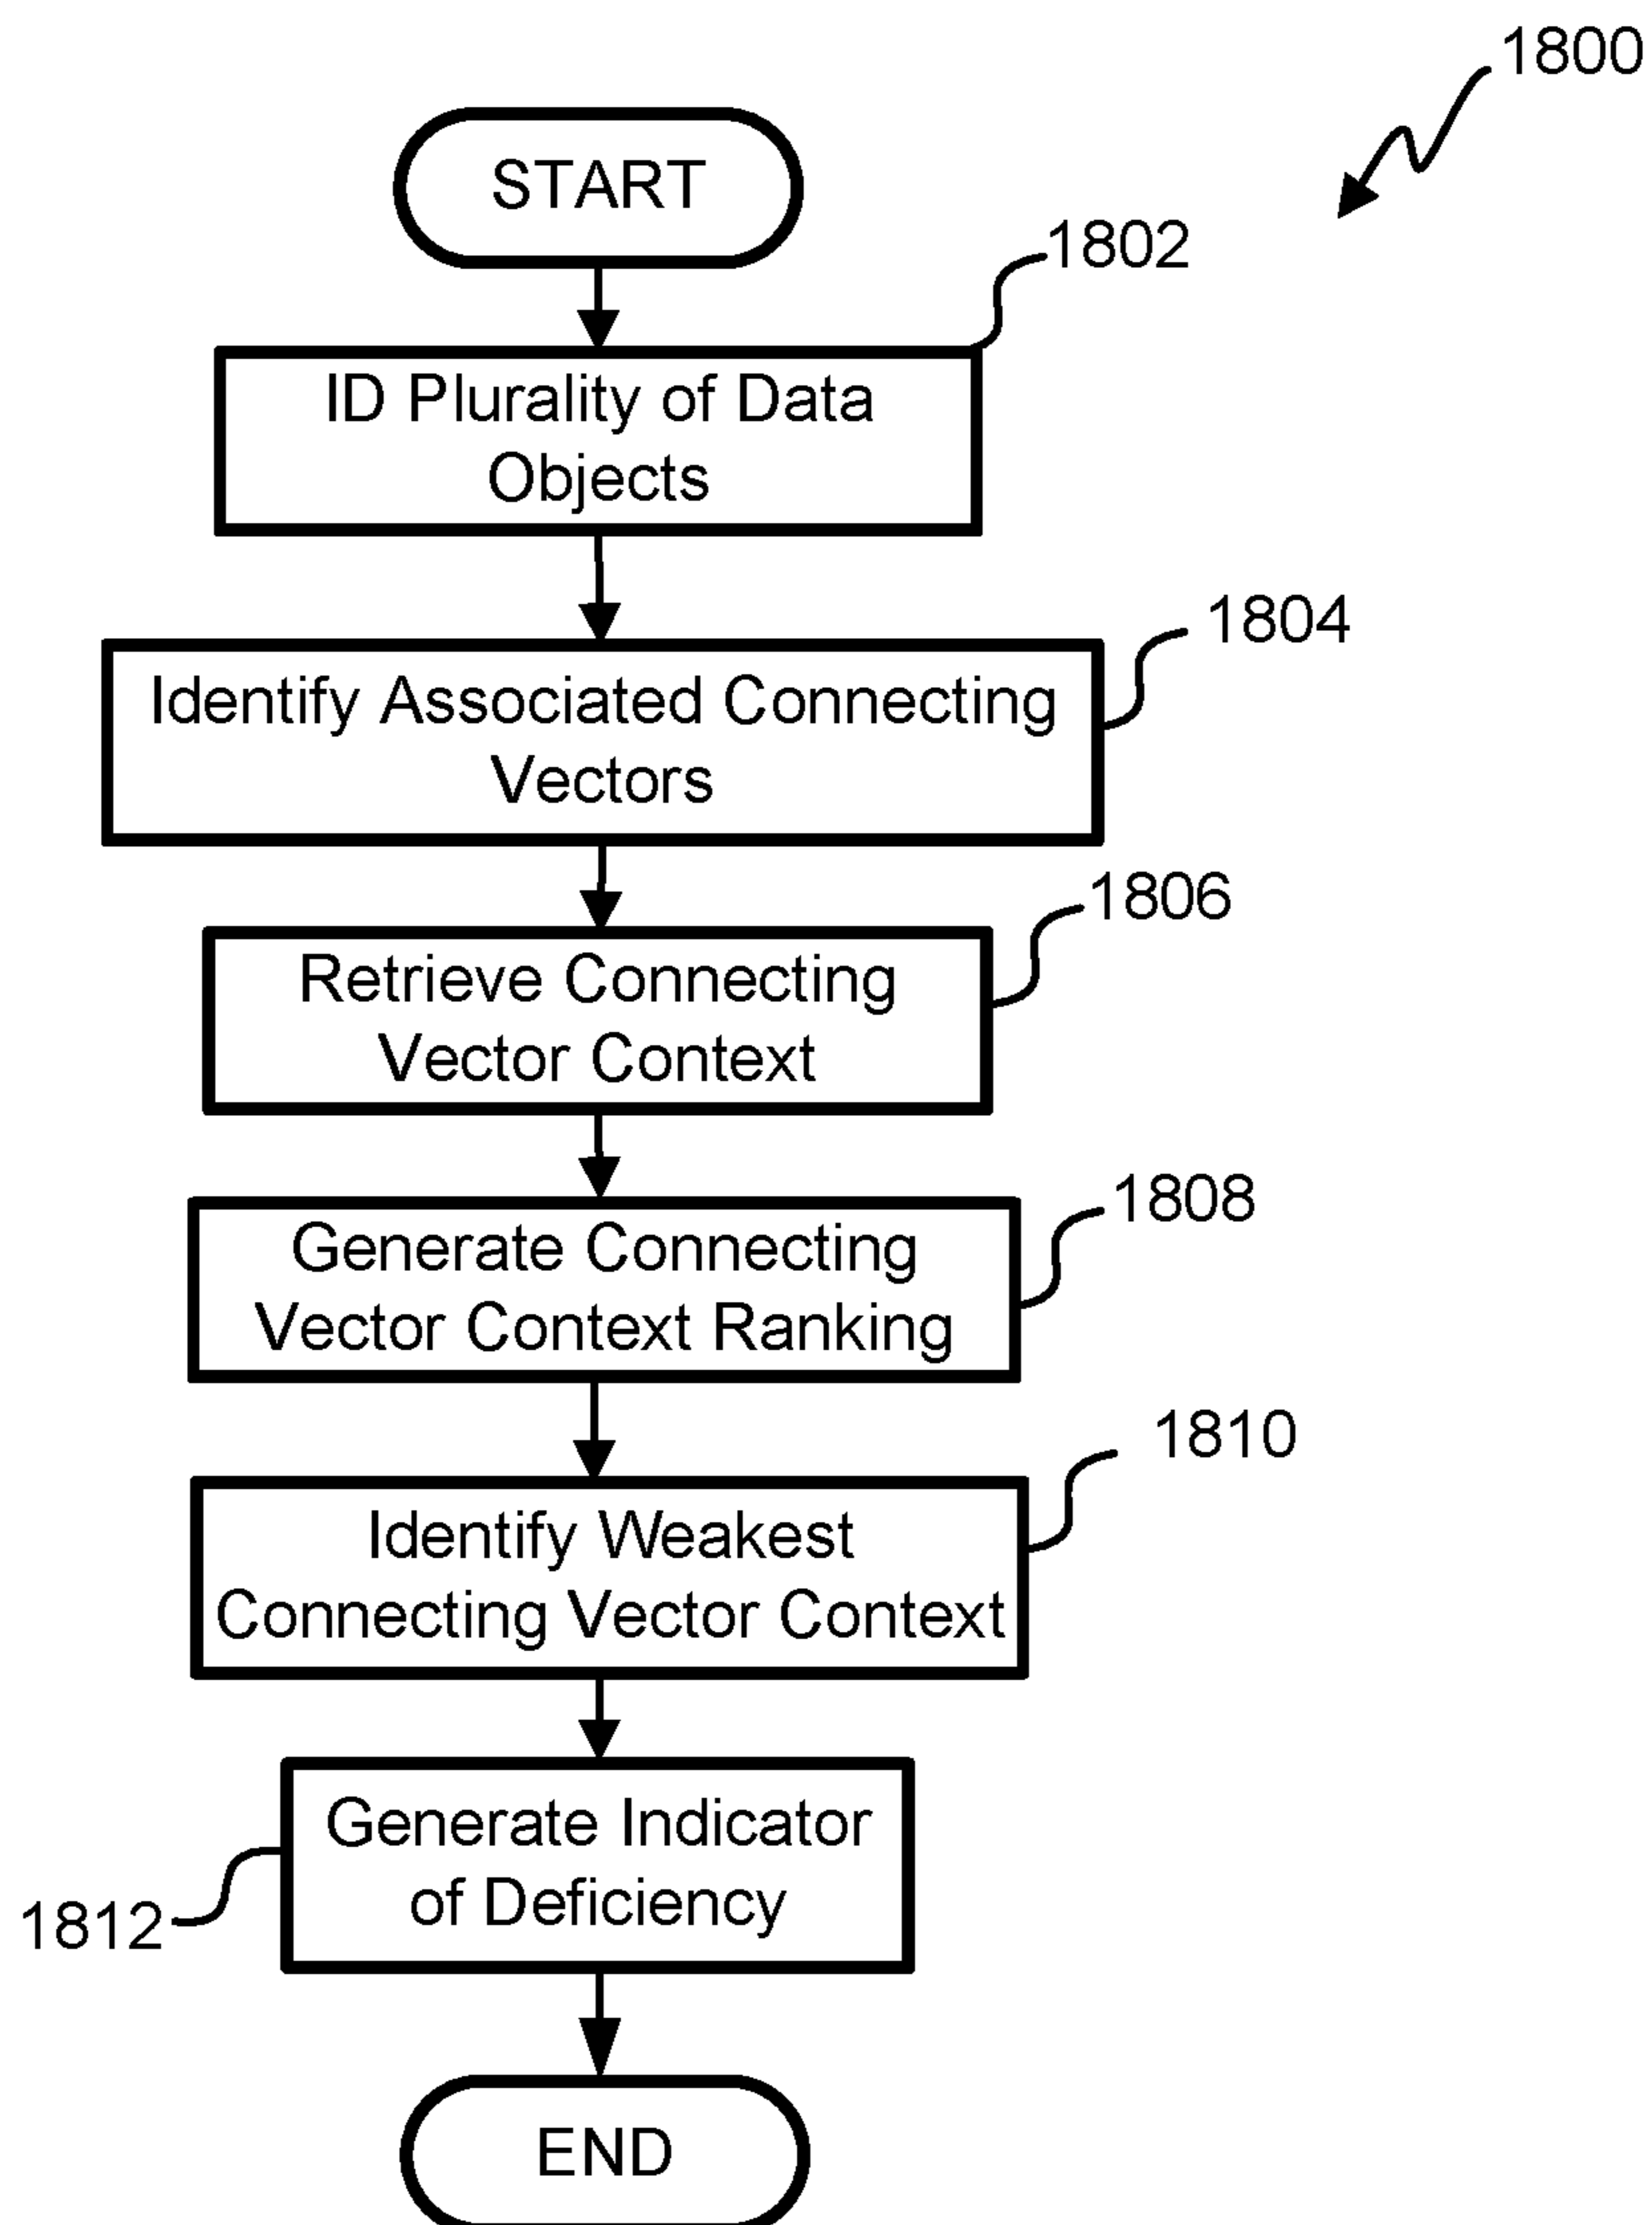 1800
START
1802
ID Plurality of Data
Objects
1804
Identify Associated Connecting
Vectors
1806
Retrieve Connecting
Vector Context
1808
Generate Connecting
Vector Context Ranking
1810
Identify Weakest
Connecting Vector Context
Generate Indicator
of Deficiency
1812
END